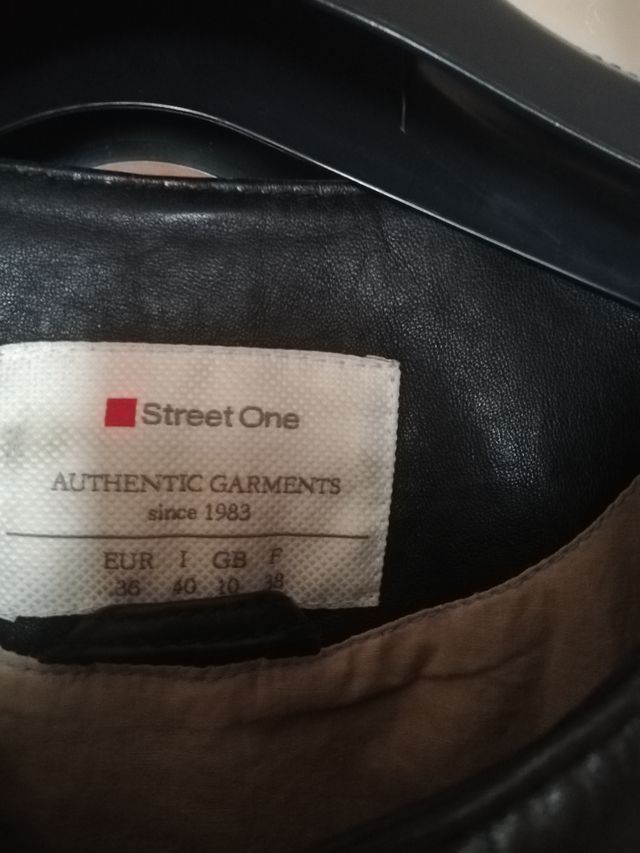 Street One
AUTHENTIC GARMENTS
since 1983
EUR I GB F
36 40 10 38